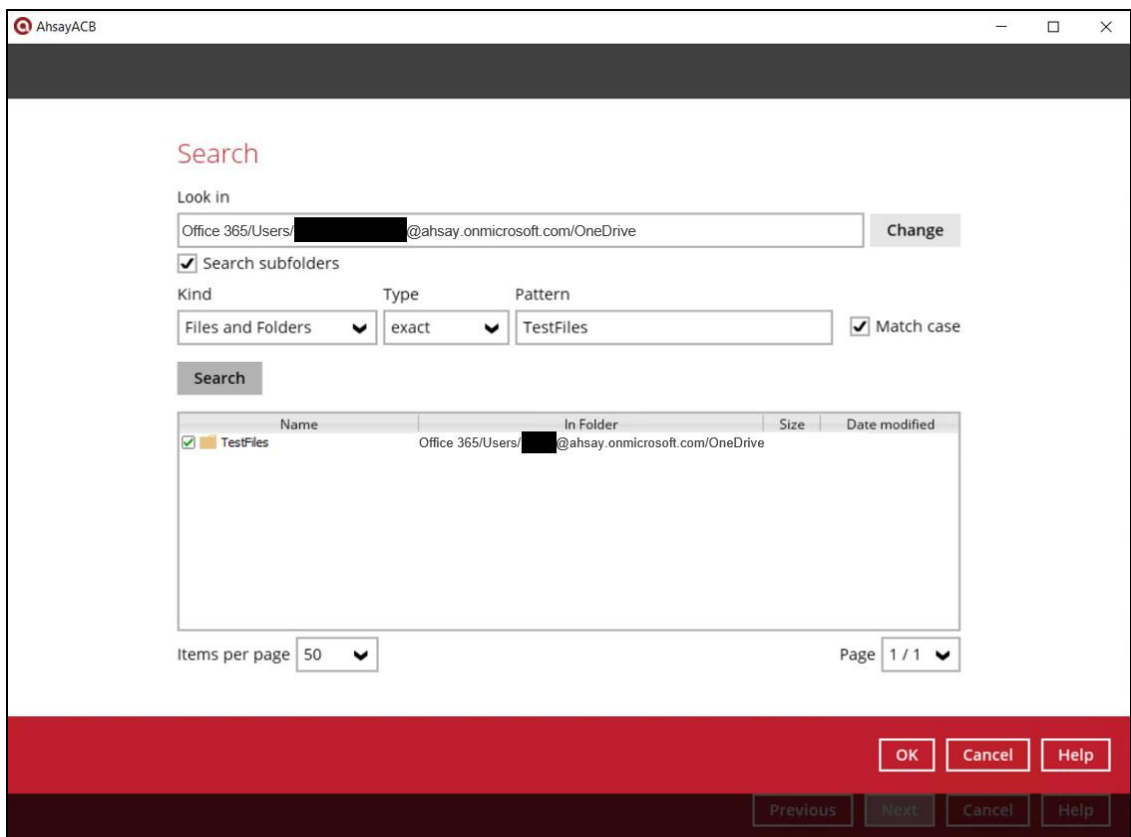 AhsayACB
Search
Look in
Office 365/Users/ @ahsay.onmicrosoft.com/OneDrive
Change
Search subfolders
Kind Type Pattern
Files and Folders exact TestFiles Match case
Search
Name In Folder Size Date modified
TestFiles Office 365/Users/ @ahsay.onmicrosoft.com/OneDrive
Items per page 50 Page 1 / 1
OK Cancel Help
Previous Next Cancel Help